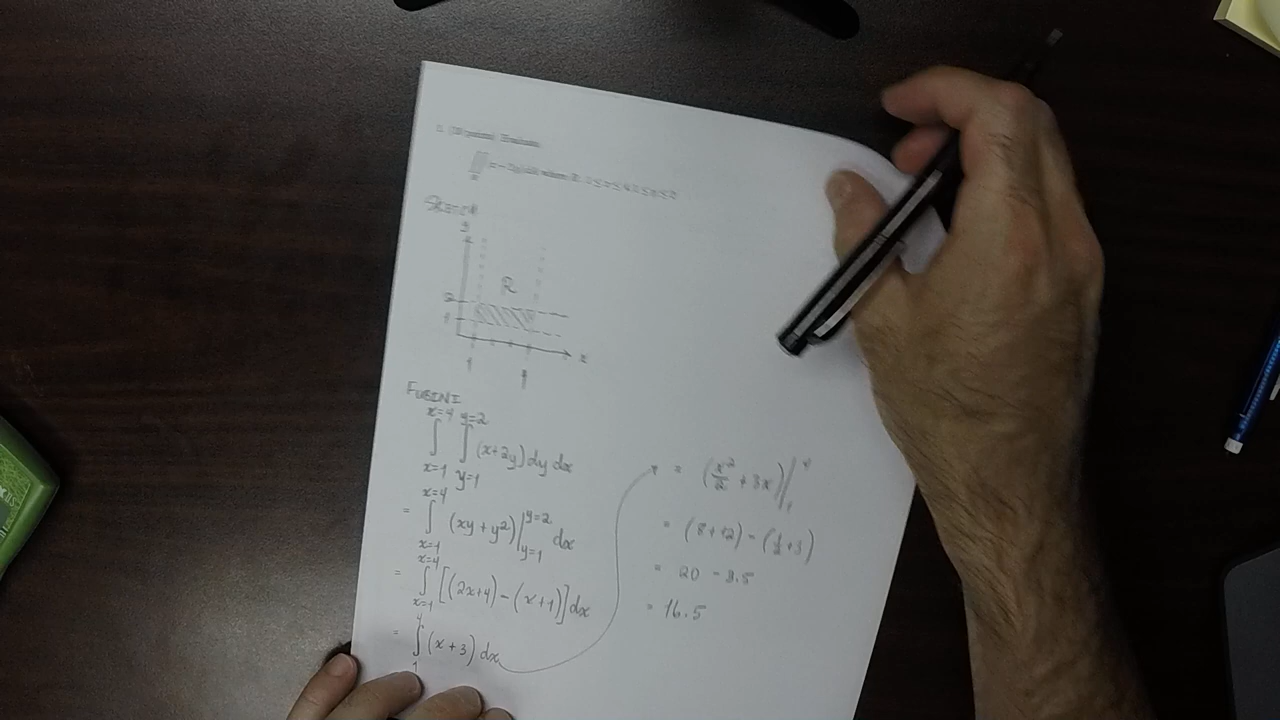 Evaluate
SKETCH
y
R
2
1
x
1
4
FUBINI
x=4 y=2
∫ ∫ (x+2y) dy dx
x=1 y=1
x=4
= ∫ (xy + y²)|y=2 dx
x=1 y=1
x=4
= ∫ [(2x+4) - (x+1)] dx
x=1
4
= ∫ (x+3) dx
1
= (x²/2 + 3x)|4
1
= (8+12) - (1/2+3)
= 20 - 3.5
= 16.5